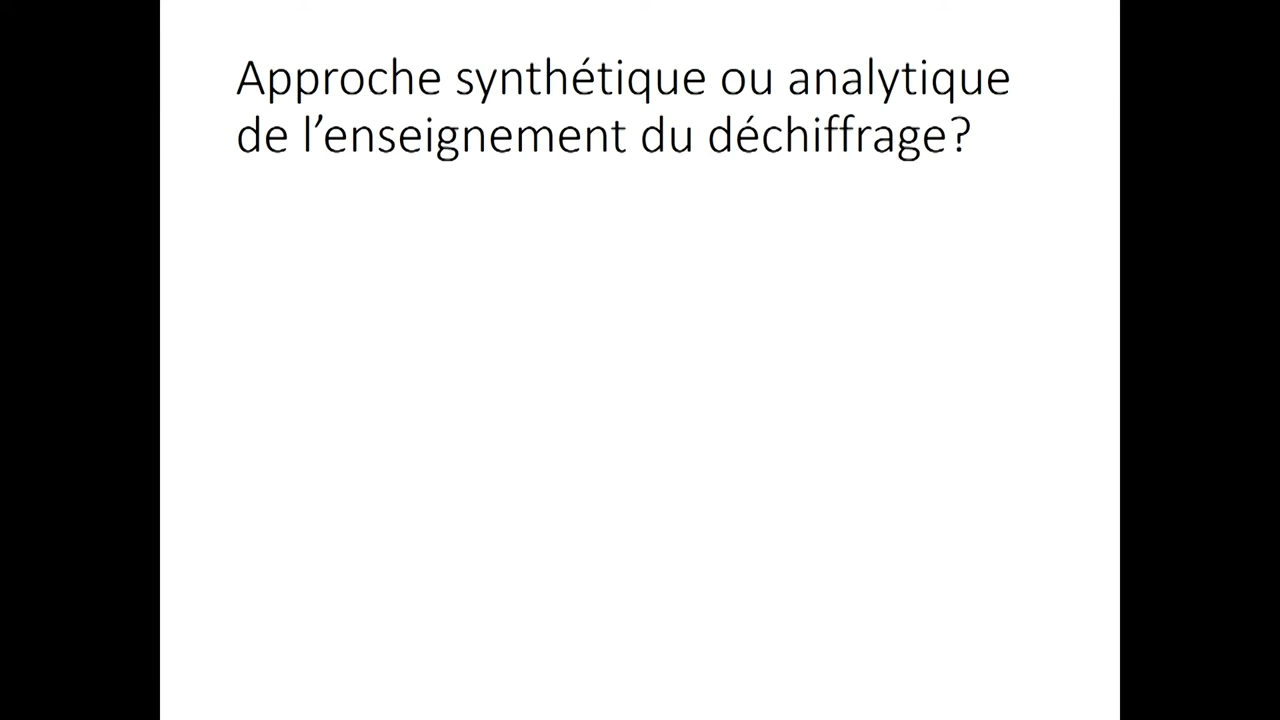 Approche synthétique ou analytique
de l’enseignement du déchiffrage?